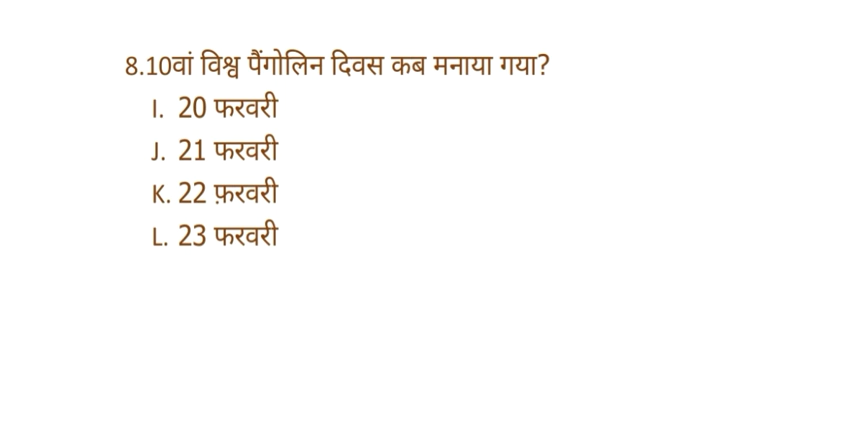 8.10वां विश्व पैंगोलिन दिवस कब मनाया गया?
I. 20 फरवरी
J. 21 फरवरी
K. 22 फ़रवरी
L. 23 फरवरी